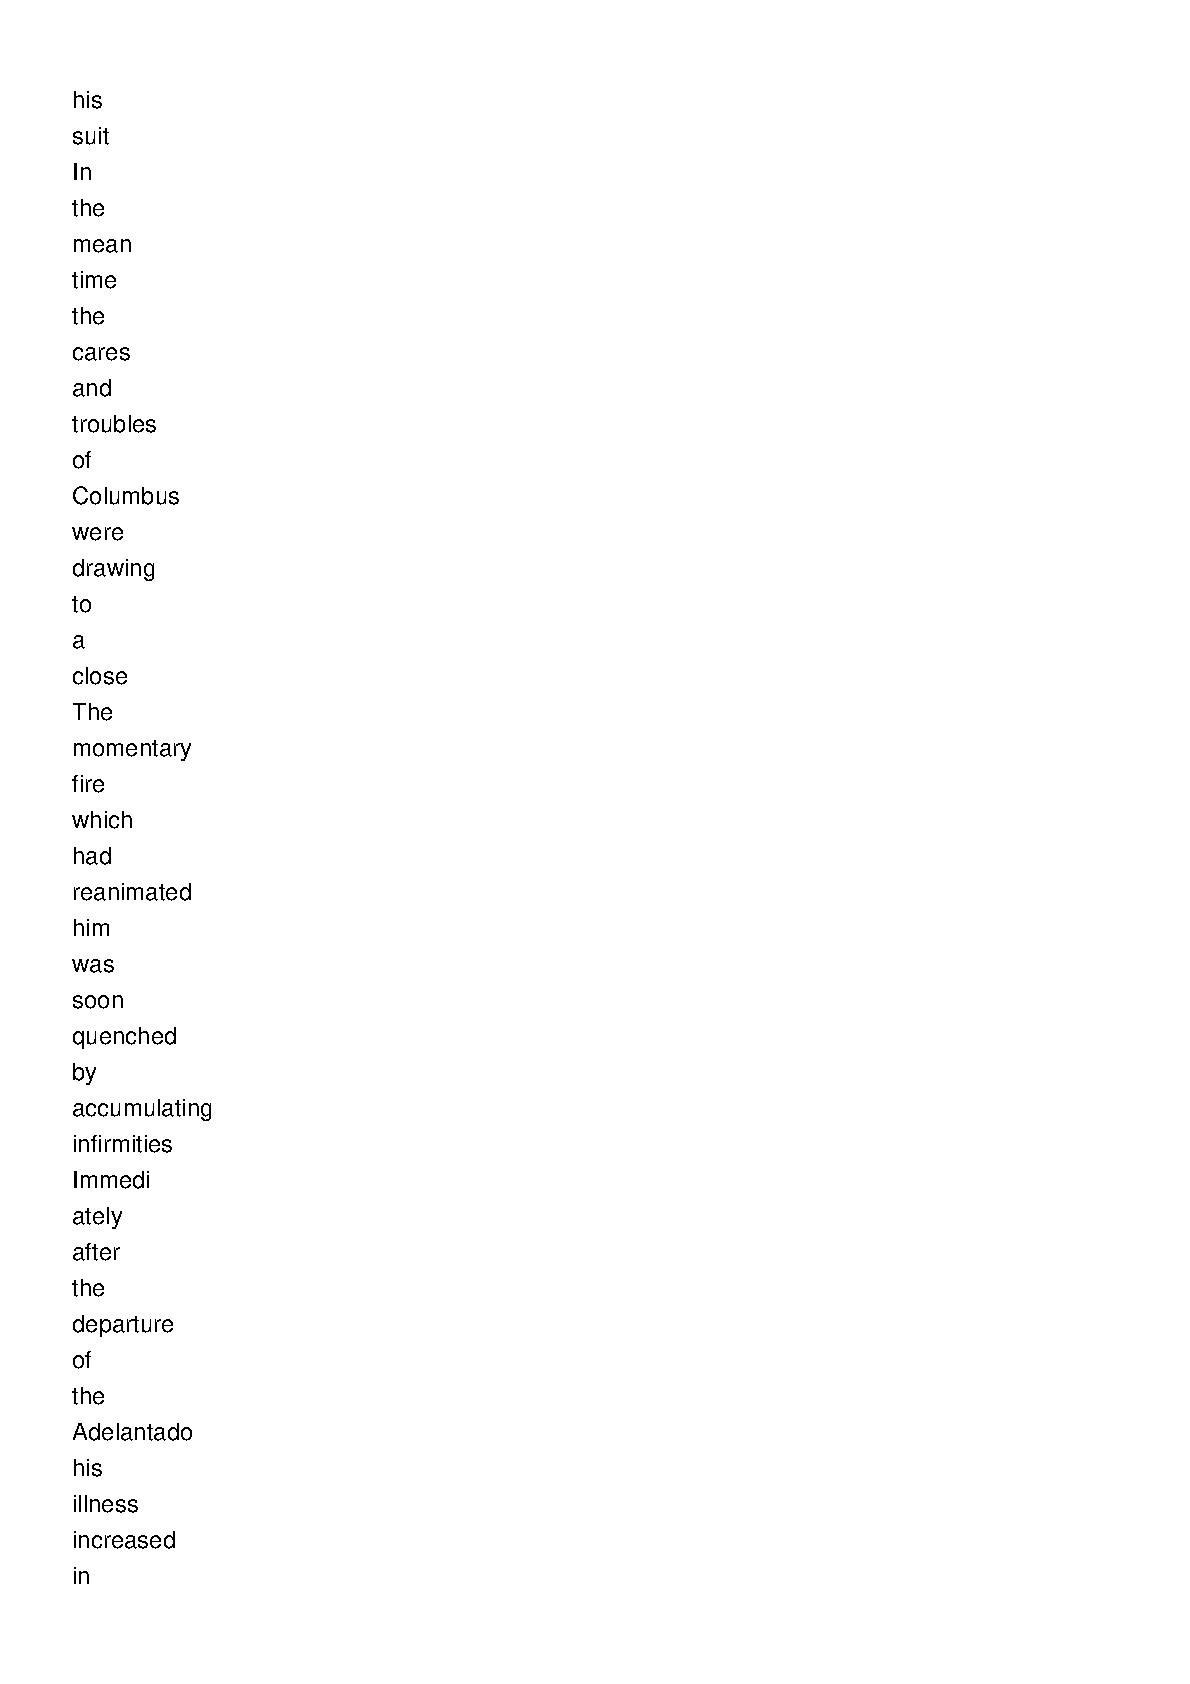 his
suit
In
the
mean
time
the
cares
and
troubles
of
Columbus
were
drawing
to
a
close
The
momentary
fire
which
had
reanimated
him
was
soon
quenched
by
accumulating
infirmities
Immedi
ately
after
the
departure
of
the
Adelantado
his
illness
increased
in